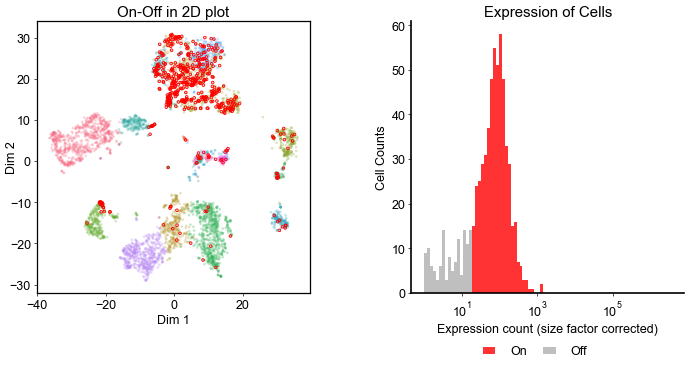 On-Off in 2D plot
Dim 2
30
20
10
0
−10
−20
−30
−40
−20
0
20
Dim 1
Expression of Cells
Cell Counts
60
50
40
30
20
10
0
10^1
10^3
10^5
Expression count (size factor corrected)
On
Off